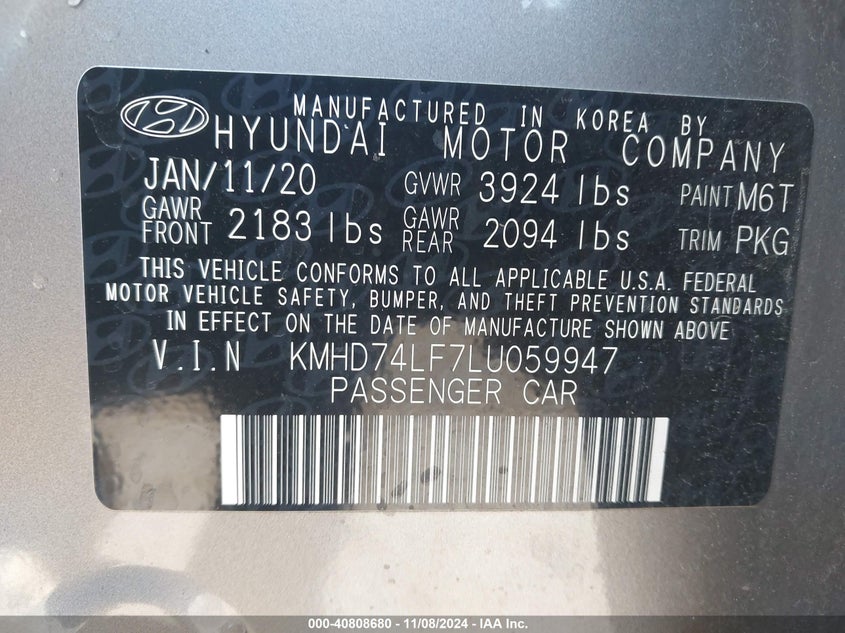 MANUFACTURED IN KOREA BY
HYUNDAI MOTOR COMPANY
JAN/11/20 GVWR 3924 lbs PAINT M6T
GAWR FRONT 2183 lbs GAWR REAR 2094 lbs TRIM PKG
THIS VEHICLE CONFORMS TO ALL APPLICABLE U.S.A. FEDERAL
MOTOR VEHICLE SAFETY, BUMPER, AND THEFT PREVENTION STANDARDS
IN EFFECT ON THE DATE OF MANUFACTURE SHOWN ABOVE
V.I.N KMHD74LF7LU059947
PASSENGER CAR
000-40808680 - 11/08/2024 - IAA Inc.